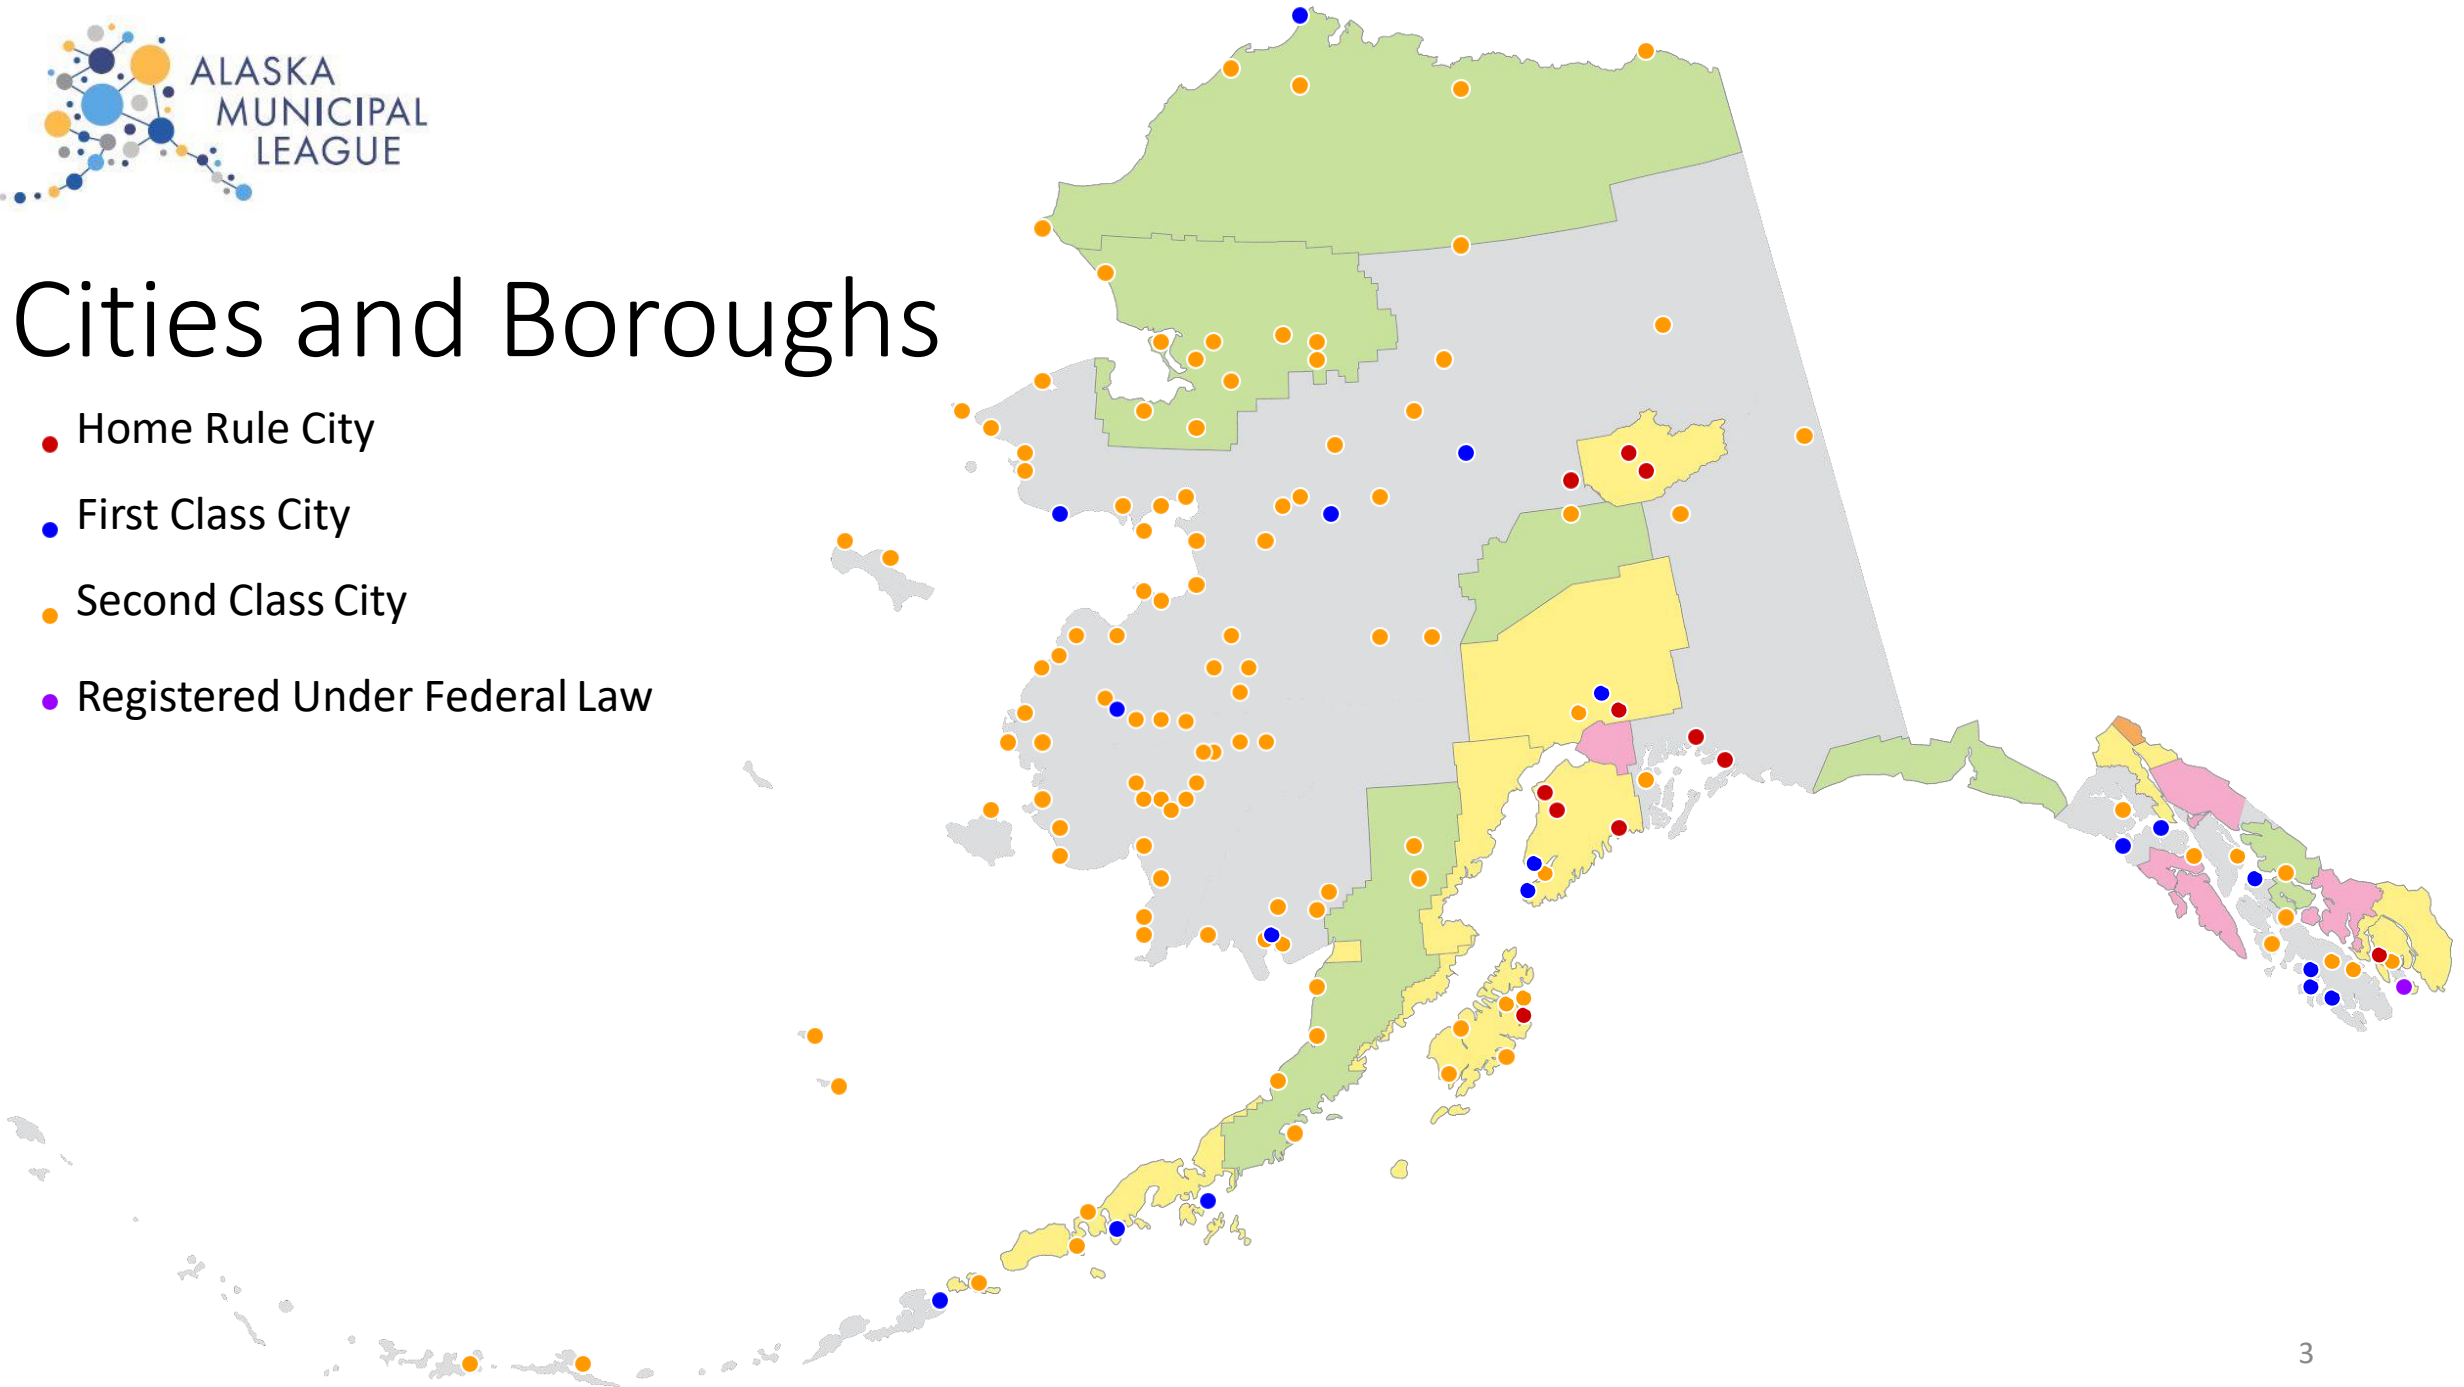 ALASKA
MUNICIPAL
LEAGUE
Cities and Boroughs
Home Rule City
First Class City
Second Class City
Registered Under Federal Law
3